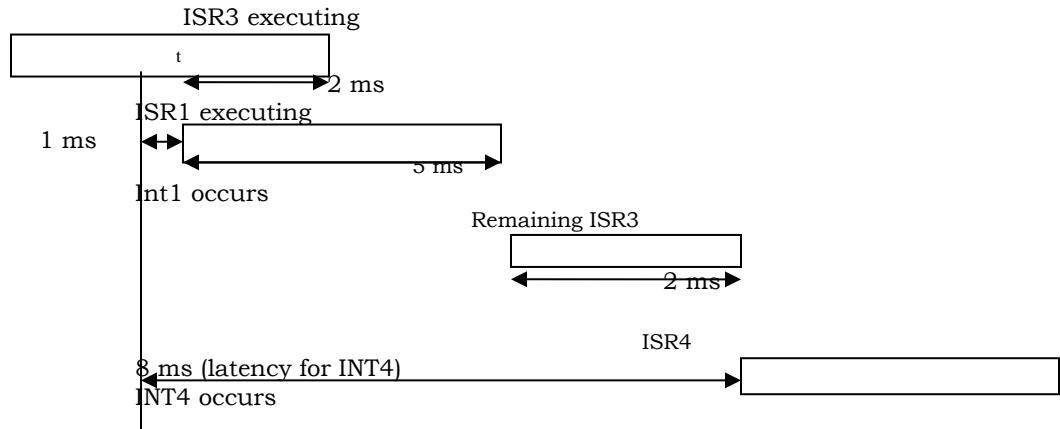 ISR3 executing
t
2 ms
ISR1 executing
1 ms
5 ms
Int1 occurs
Remaining ISR3
2 ms
ISR4
8 ms (latency for INT4)
INT4 occurs